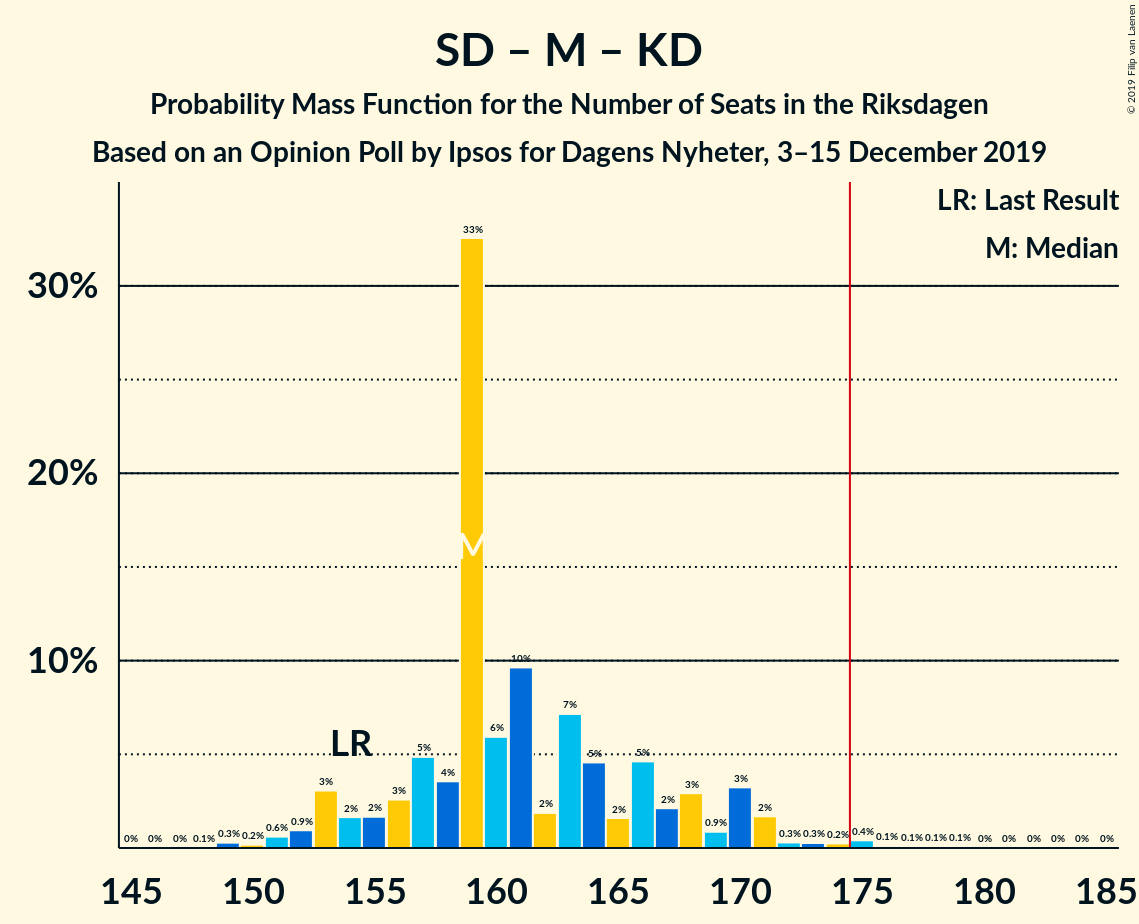 SD – M – KD
Probability Mass Function for the Number of Seats in the Riksdagen
Based on an Opinion Poll by Ipsos for Dagens Nyheter, 3–15 December 2019
© 2019 Filip van Laenen
LR: Last Result
M: Median
30%
20%
10%
LR
M
0% 0% 0% 0.1% 0.3% 0.2% 0.6% 0.9% 3% 2% 2% 3% 5% 4% 33% 6% 10% 2% 7% 5% 2% 5% 2% 3% 0.9% 3% 2% 0.3% 0.3% 0.2% 0.4% 0.1% 0.1% 0.1% 0.1% 0% 0% 0% 0% 0% 0%
145 150 155 160 165 170 175 180 185